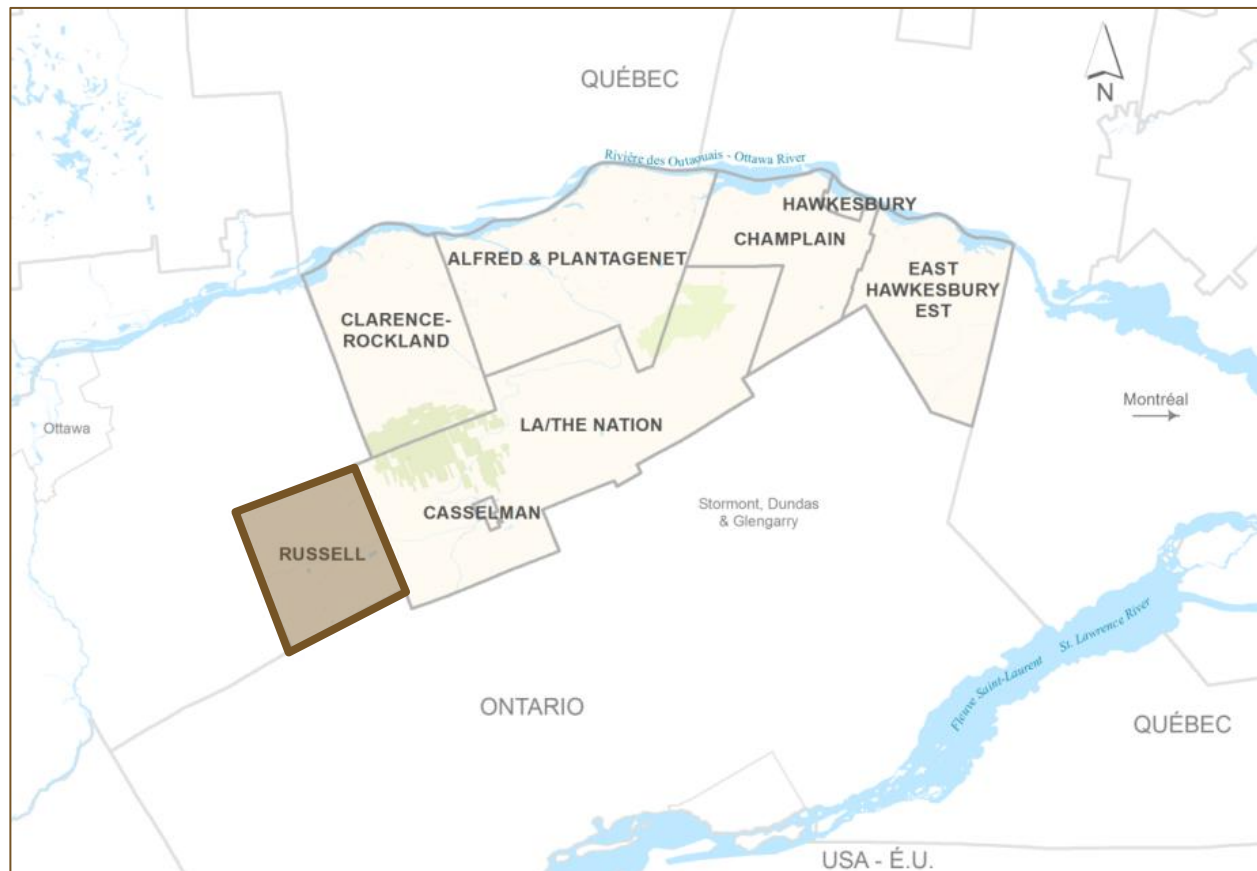 QUÉBEC
N
Rivière des Outaouais - Ottawa River
HAWKESBURY
CHAMPLAIN
ALFRED & PLANTAGENET
EAST
HAWKESBURY
EST
CLARENCE-
ROCKLAND
Montréal
Ottawa
LA/THE NATION
Stormont, Dundas
& Glengarry
CASSELMAN
RUSSELL
Fleuve Saint-Laurent St. Lawrence River
ONTARIO
QUÉBEC
USA - É.U.